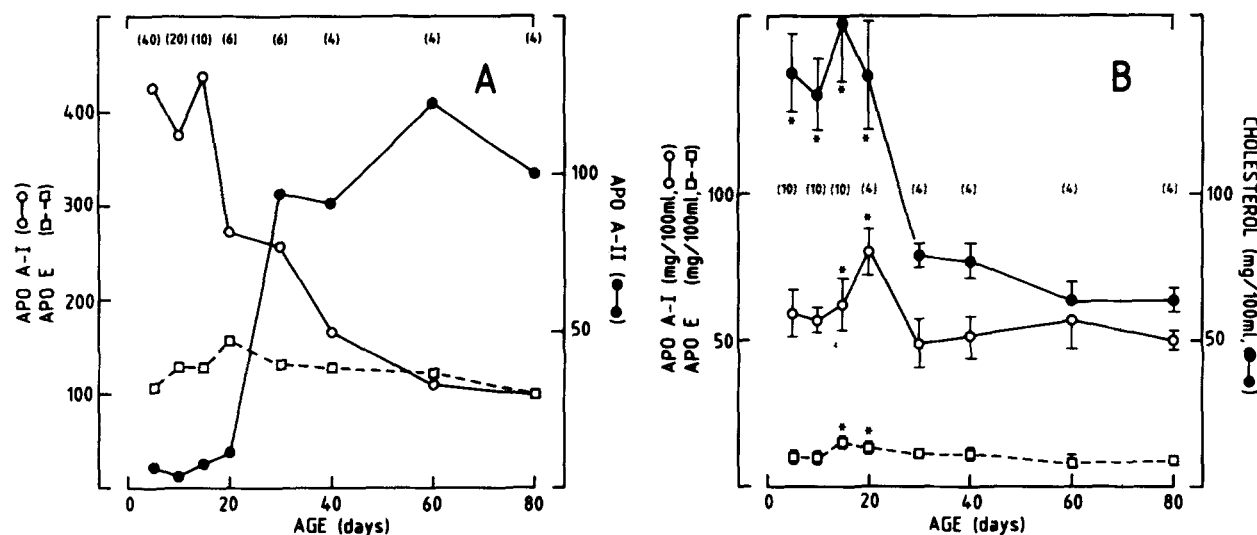 A
(40) (20) (10) (6) (6) (4) (4) (4)
400
300
200
100
APO A-I
APO E
100
50
APO A-II
0 20 40 60 80
AGE (days)
B
(10) (10) (10) (4) (4) (4) (4) (4)
* * * *
* *
* *
100
50
APO A-I (mg/100ml,
APO E (mg/100ml,
100
50
CHOLESTEROL (mg/100ml,
0 20 40 60 80
AGE (days)